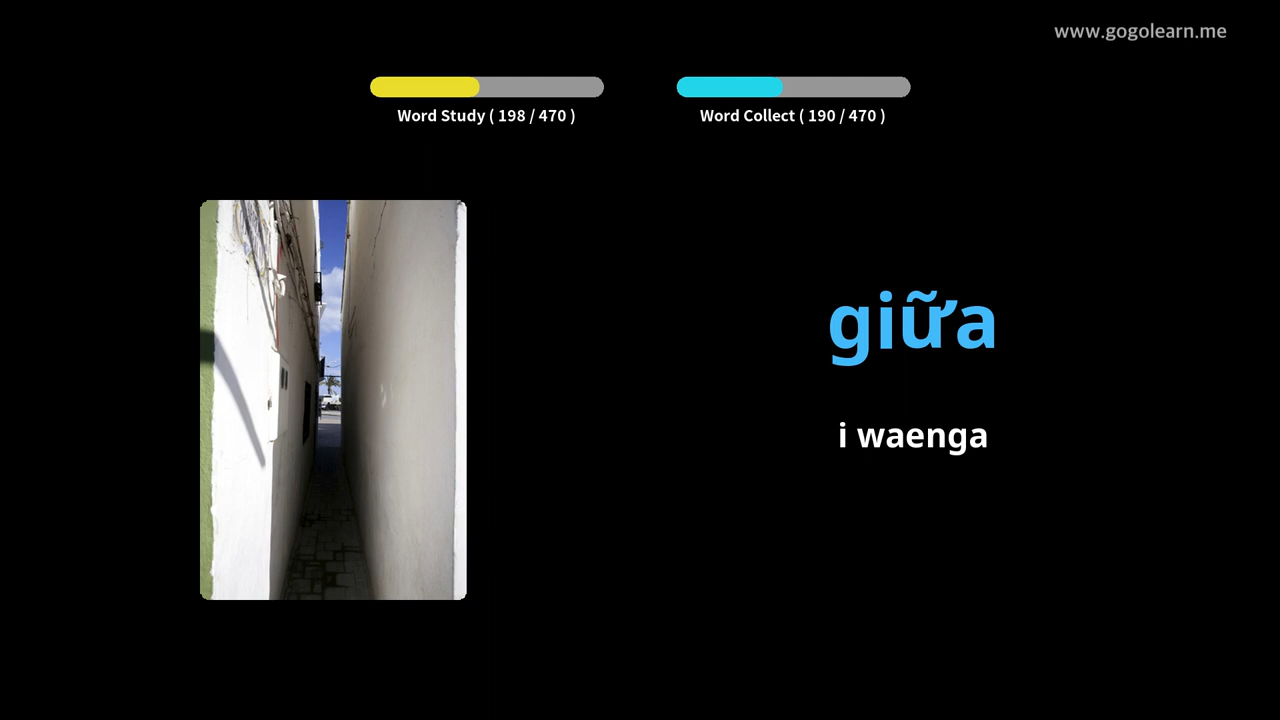 www.gogolearn.me
Word Study ( 198 / 470 )
Word Collect ( 190 / 470 )
giữa
i waenga